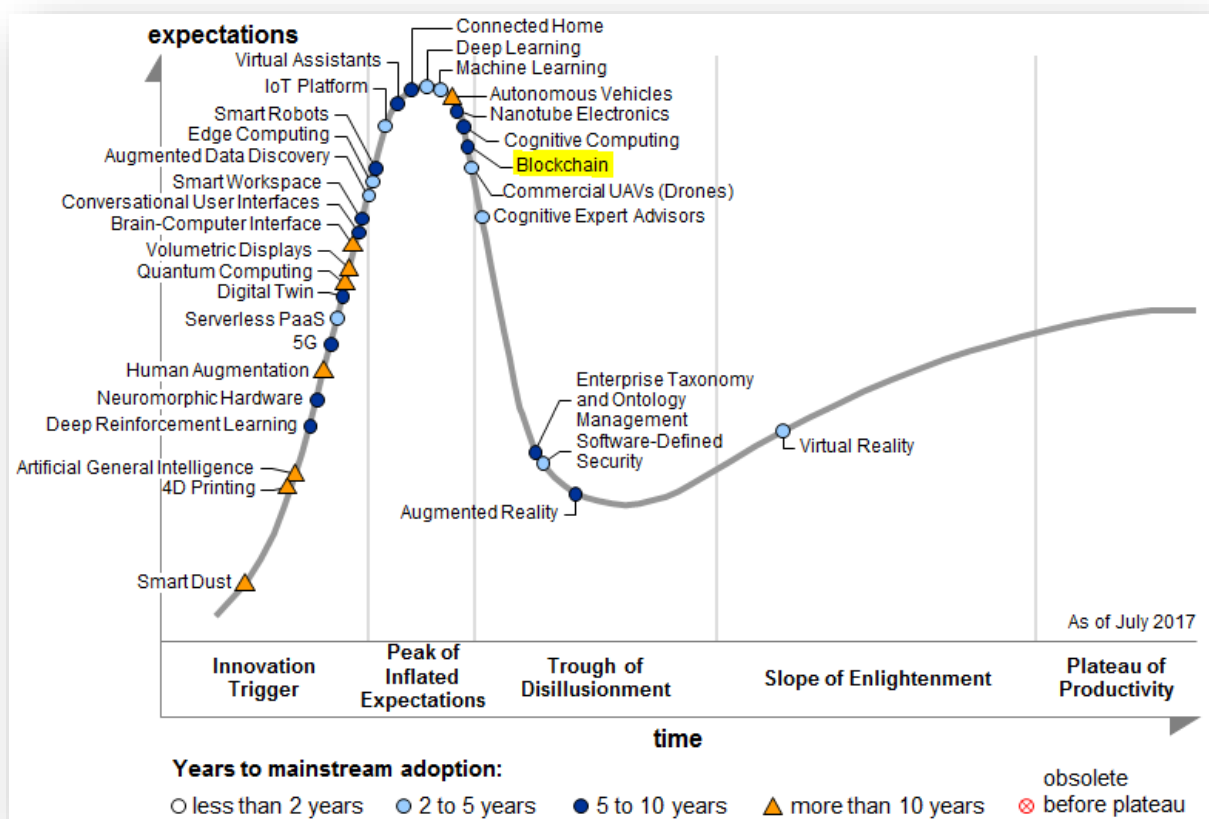 expectations
Connected Home
Deep Learning
Virtual Assistants
Machine Learning
IoT Platform
Autonomous Vehicles
Smart Robots
Nanotube Electronics
Edge Computing
Cognitive Computing
Augmented Data Discovery
Blockchain
Smart Workspace
Commercial UAVs (Drones)
Conversational User Interfaces
Cognitive Expert Advisors
Brain-Computer Interface
Volumetric Displays
Quantum Computing
Digital Twin
Serverless PaaS
5G
Human Augmentation
Neuromorphic Hardware
Deep Reinforcement Learning
Artificial General Intelligence
4D Printing
Smart Dust
Enterprise Taxonomy
and Ontology
Management
Software-Defined
Security
Augmented Reality
Virtual Reality
As of July 2017
Innovation
Trigger
Peak of
Inflated
Expectations
Trough of
Disillusionment
Slope of Enlightenment
Plateau of
Productivity
time
Years to mainstream adoption:
less than 2 years
2 to 5 years
5 to 10 years
more than 10 years
obsolete
before plateau